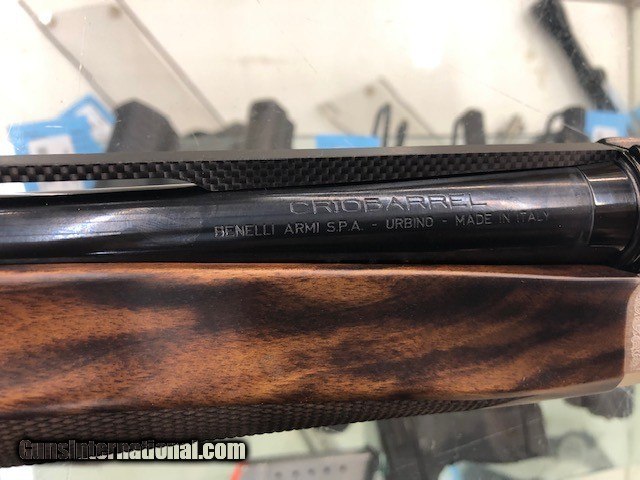 CRIOBARREL
BENELLI ARMI S.P.A. - URBINO - MADE IN ITALY
GunsInternational.com